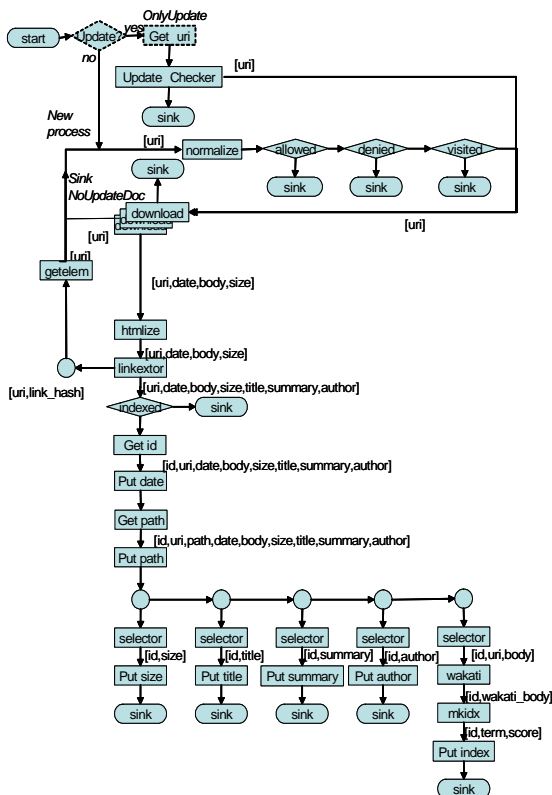 OnlyUpdate
start
Update?
yes
Get uri
no
Update Checker
[uri]
sink
New
process
[uri]
normalize
allowed
denied
visited
sink
sink
sink
sink
Sink
NoUpdateDoc
download
download
[uri]
[uri]
[uri]
getelem
[uri,date,body,size]
htmlize
[uri,date,body,size]
linkextor
[uri,link_hash]
[uri,date,body,size,title,summary,author]
indexed
sink
Get id
[id,uri,date,body,size,title,summary,author]
Put date
Get path
[id,uri,path,date,body,size,title,summary,author]
Put path
selector
selector
selector
selector
selector
[id,size]
[id,title]
[id,summary]
[id,author]
[id,uri,body]
Put size
Put title
Put summary
Put author
wakati
[id,wakati_body]
sink
sink
sink
sink
mkidx
[id,term,score]
Put index
sink